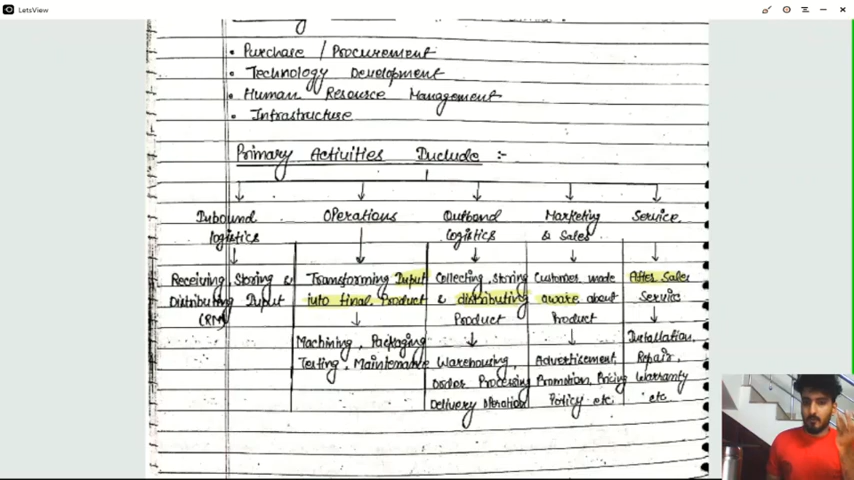 LetsView
• Purchase / Procurement
• Technology Development
• Human Resource Management
• Infrastructure
Primary Activities Include :-
Inbound logistics
Operations
Outbond logistics
Marketing & Sales
Service
Receiving, Storing &
Distributing Input
(RM)
Transforming Input
into final Product
Machining, Packaging
Testing, Maintenance
Collecting, storing
& distributing
Product
Warehousing,
Order Processing
Delivery Operation
Customer made
aware about
Product
Advertisement,
Promotion, Pricing
Policy etc.
After Sale
Service
Installation,
Repair,
Warranty
etc